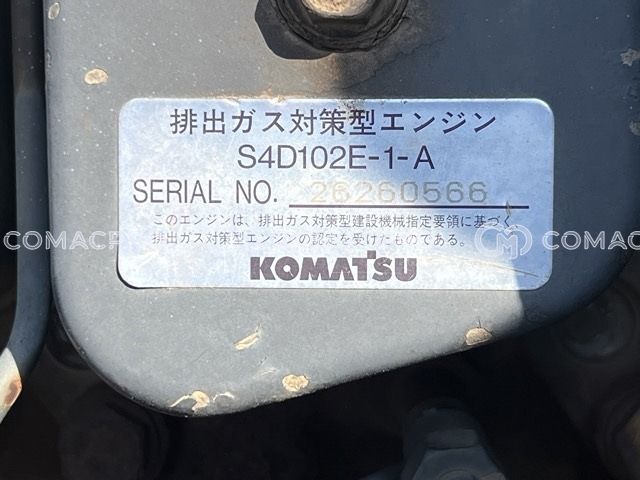 排出ガス対策型エンジン
S4D102E-1-A
SERIAL NO. 26260566
このエンジンは、排出ガス対策型建設機械指定要領に基づく
排出ガス対策型エンジンの認定を受けたものである。
COMACP
CM COMACP
KOMATSU